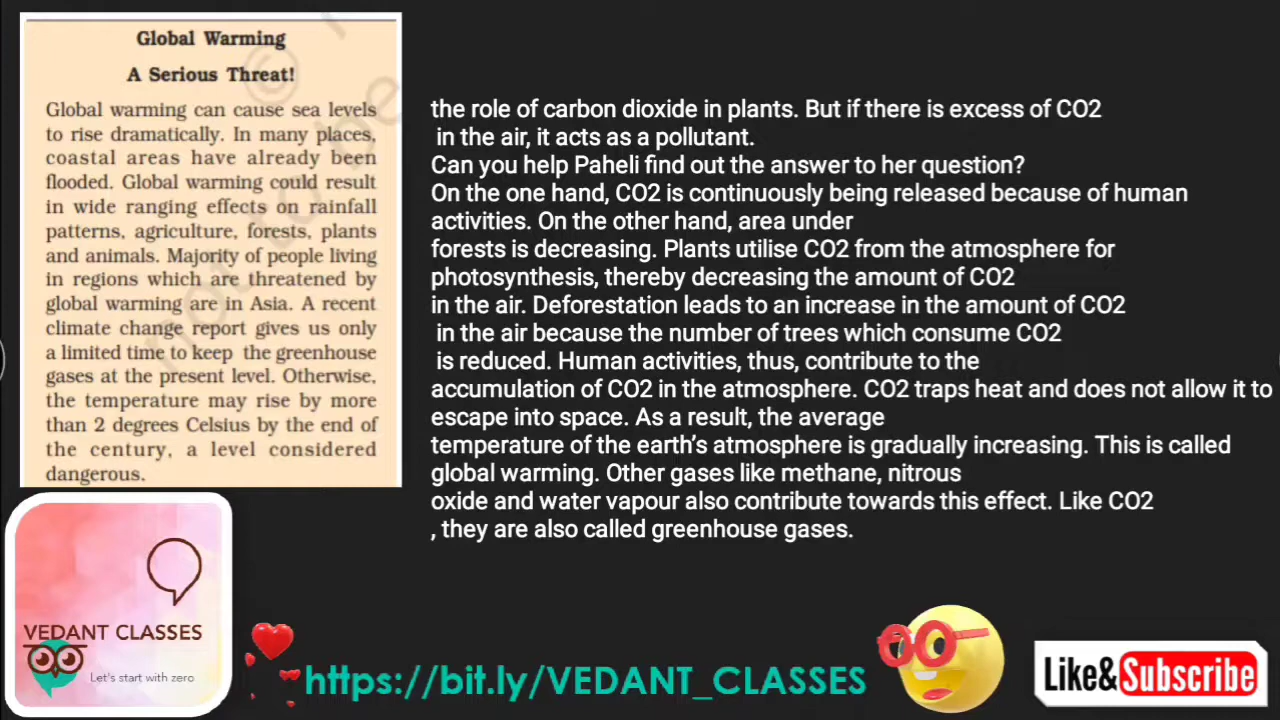 Global Warming
A Serious Threat!
Global warming can cause sea levels
to rise dramatically. In many places,
coastal areas have already been
flooded. Global warming could result
in wide ranging effects on rainfall
patterns, agriculture, forests, plants
and animals. Majority of people living
in regions which are threatened by
global warming are in Asia. A recent
climate change report gives us only
a limited time to keep the greenhouse
gases at the present level. Otherwise,
the temperature may rise by more
than 2 degrees Celsius by the end of
the century, a level considered
dangerous.
the role of carbon dioxide in plants. But if there is excess of CO2
in the air, it acts as a pollutant.
Can you help Paheli find out the answer to her question?
On the one hand, CO2 is continuously being released because of human
activities. On the other hand, area under
forests is decreasing. Plants utilise CO2 from the atmosphere for
photosynthesis, thereby decreasing the amount of CO2
in the air. Deforestation leads to an increase in the amount of CO2
in the air because the number of trees which consume CO2
is reduced. Human activities, thus, contribute to the
accumulation of CO2 in the atmosphere. CO2 traps heat and does not allow it to
escape into space. As a result, the average
temperature of the earth's atmosphere is gradually increasing. This is called
global warming. Other gases like methane, nitrous
oxide and water vapour also contribute towards this effect. Like CO2
, they are also called greenhouse gases.
VEDANT CLASSES
Let's start with zero
https://bit.ly/VEDANT_CLASSES
Like&Subscribe